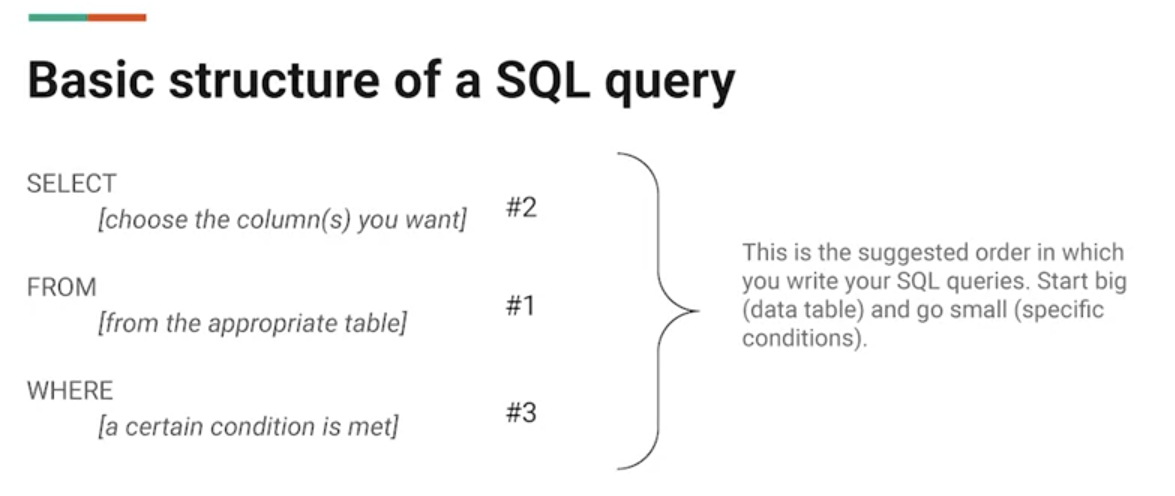 Basic structure of a SQL query
SELECT
[choose the column(s) you want]
#2
FROM
[from the appropriate table]
#1
WHERE
[a certain condition is met]
#3
This is the suggested order in which
you write your SQL queries. Start big
(data table) and go small (specific
conditions).